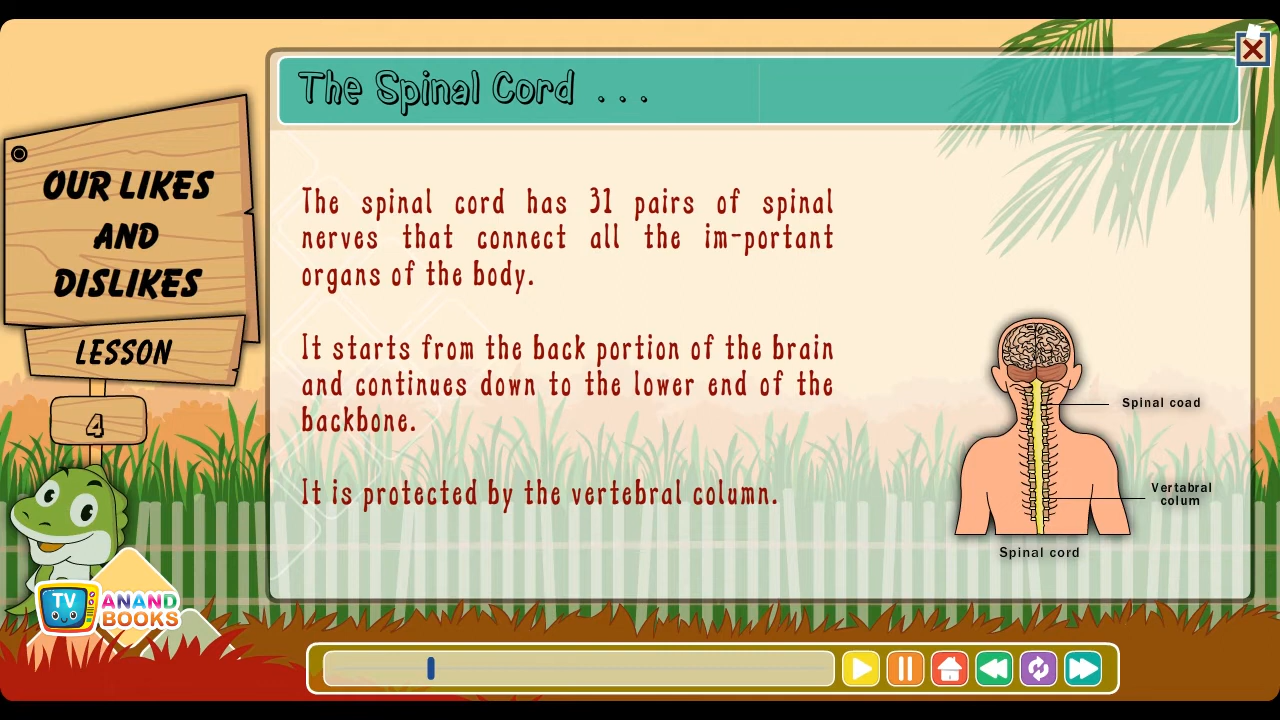 The Spinal Cord ...
OUR LIKES
AND
DISLIKES
LESSON
4
The spinal cord has 31 pairs of spinal
nerves that connect all the im-portant
organs of the body.
It starts from the back portion of the brain
and continues down to the lower end of the
backbone.
It is protected by the vertebral column.
Spinal coad
Vertabral
colum
Spinal cord
TV
ANAND
BOOKS